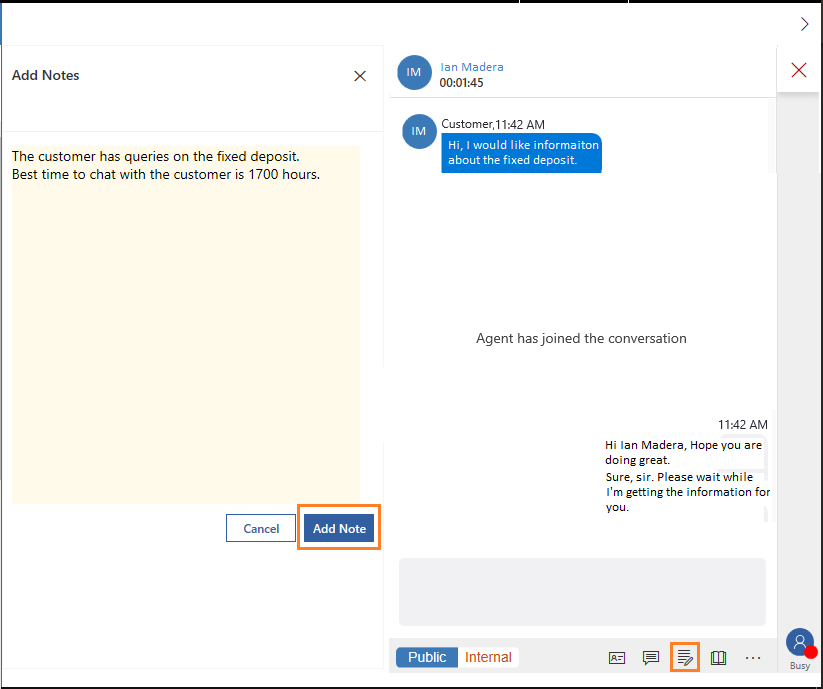 Add Notes
The customer has queries on the fixed deposit.
Best time to chat with the customer is 1700 hours.
Cancel
Add Note
IM
Ian Madera
00:01:45
IM
Customer,11:42 AM
Hi, I would like informaiton
about the fixed deposit.
Agent has joined the conversation
11:42 AM
Hi Ian Madera, Hope you are
doing great.
Sure, sir. Please wait while
I'm getting the information for
you.
Public
Internal
Busy